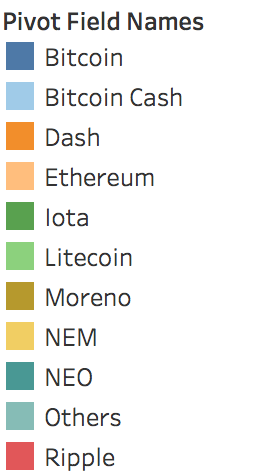 Pivot Field Names
Bitcoin
Bitcoin Cash
Dash
Ethereum
Iota
Litecoin
Moreno
NEM
NEO
Others
Ripple